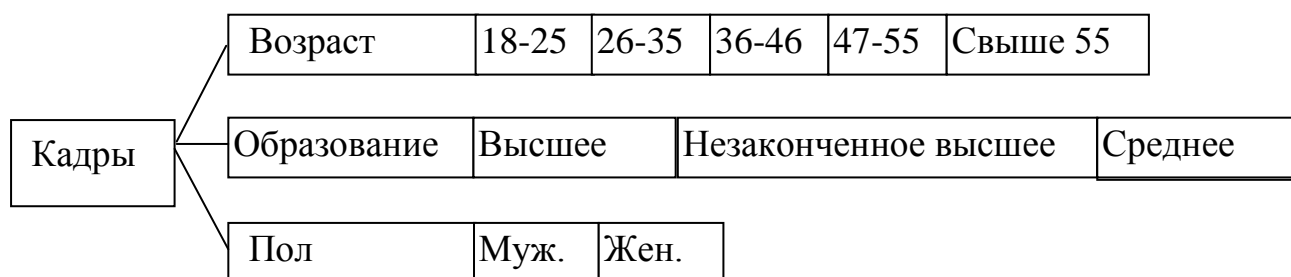 Возраст 18-25 26-35 36-46 47-55 Свыше 55
Кадры
Образование Высшее Незаконченное высшее Среднее
Пол Муж. Жен.